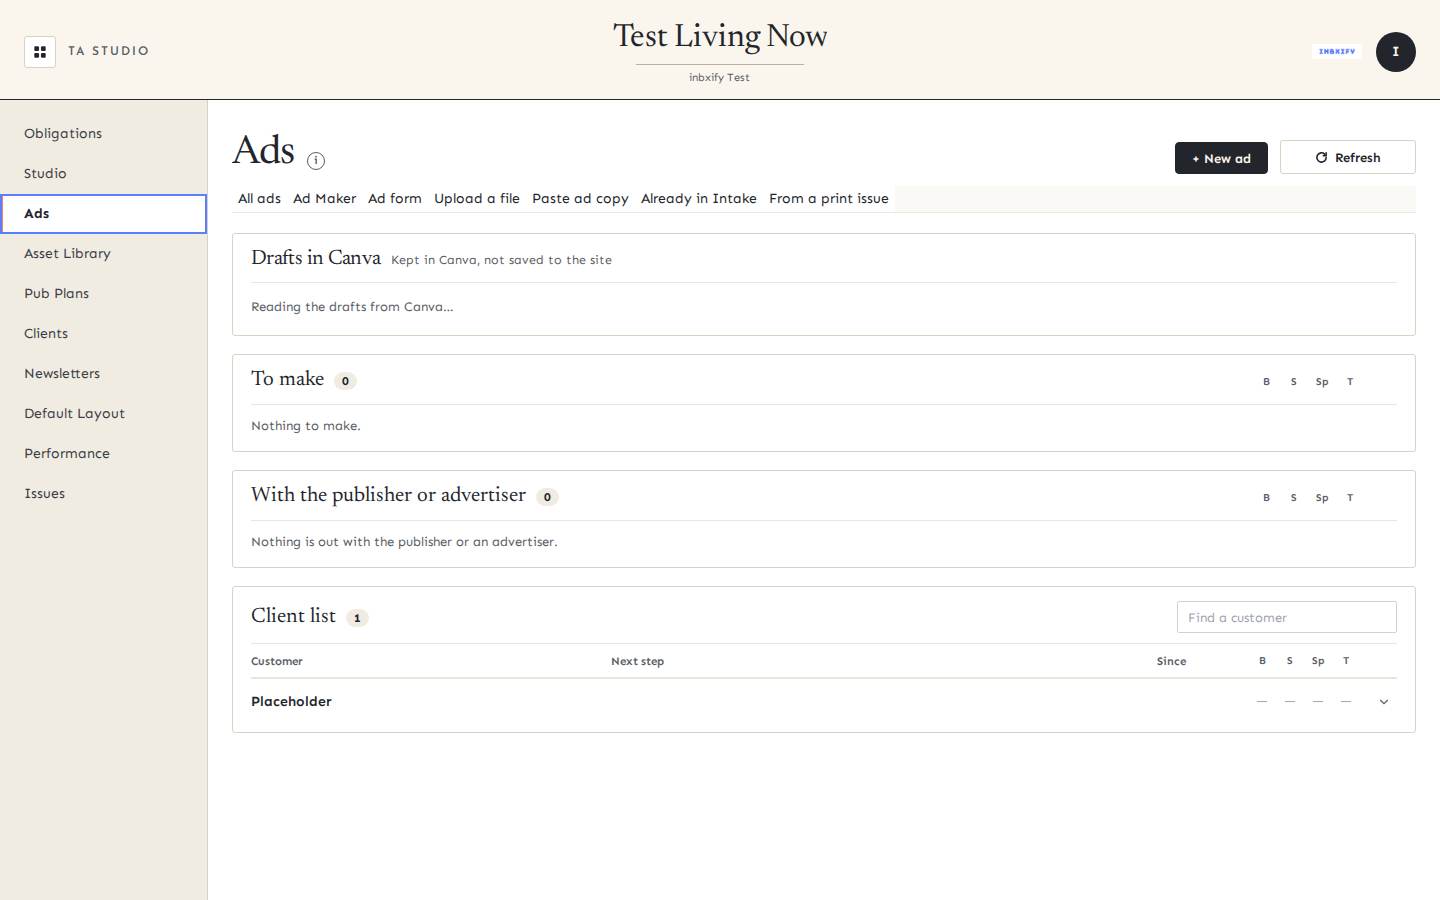 TA STUDIO
Test Living Now
inbxify Test
INBXIFY
I
Obligations
Studio
Ads
Asset Library
Pub Plans
Clients
Newsletters
Default Layout
Performance
Issues
Ads i
+ New ad
Refresh
All ads Ad Maker Ad form Upload a file Paste ad copy Already in Intake From a print issue
Drafts in Canva Kept in Canva, not saved to the site
Reading the drafts from Canva...
To make 0 B S Sp T
Nothing to make.
With the publisher or advertiser 0 B S Sp T
Nothing is out with the publisher or an advertiser.
Client list 1 Find a customer
Customer Next step Since B S Sp T
Placeholder — — — —